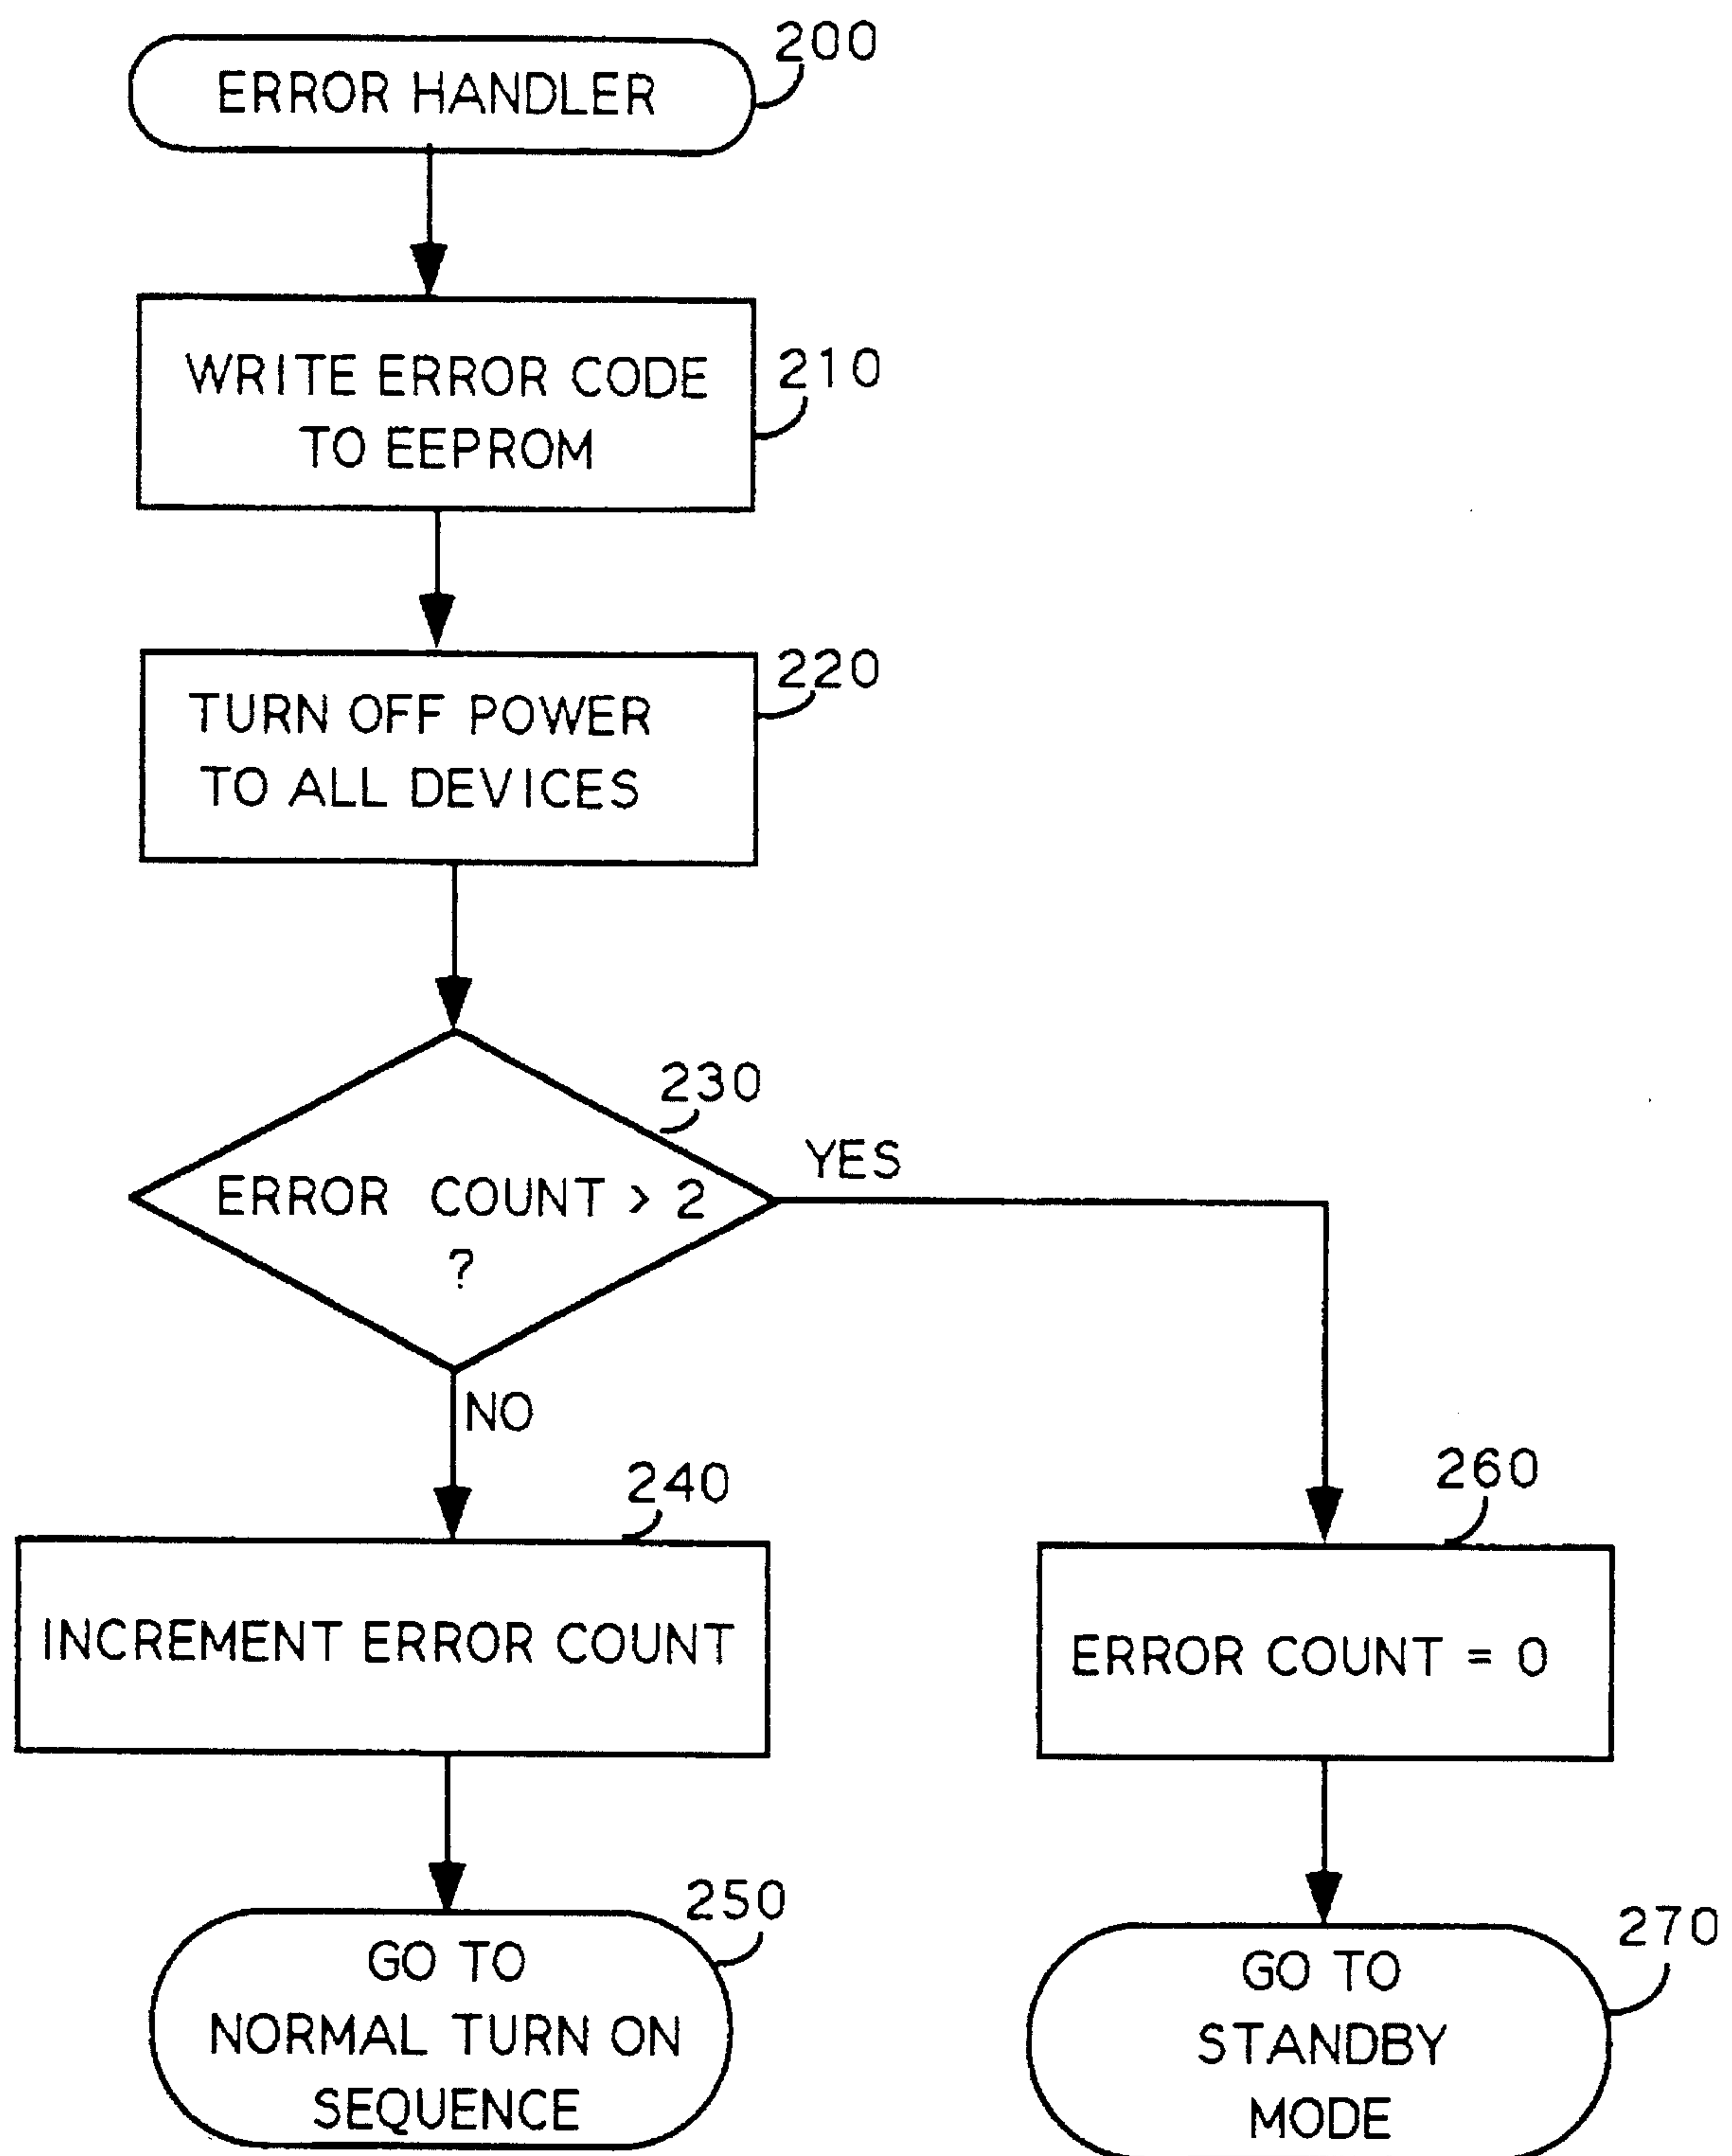 200
ERROR HANDLER
210
WRITE ERROR CODE
TO EEPROM
220
TURN OFF POWER
TO ALL DEVICES
230
YES
ERROR COUNT > 2
?
NO
240
260
INCREMENT ERROR COUNT
ERROR COUNT = 0
250
GO TO
NORMAL TURN ON
SEQUENCE
270
GO TO
STANDBY
MODE